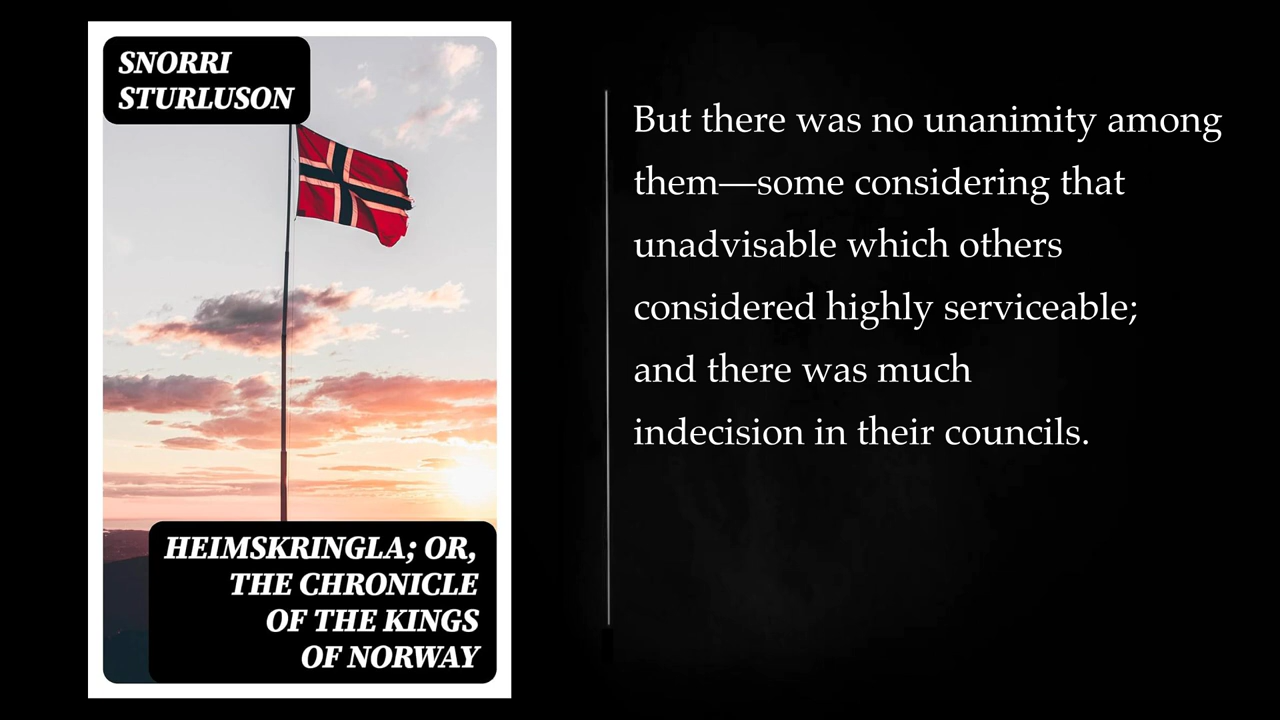 SNORRI
STURLUSON
HEIMSKRINGLA; OR,
THE CHRONICLE
OF THE KINGS
OF NORWAY
But there was no unanimity among
them—some considering that
unadvisable which others
considered highly serviceable;
and there was much
indecision in their councils.